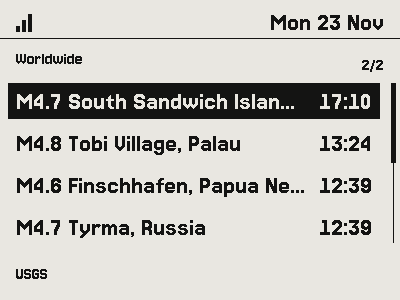 Mon 23 Nov
Worldwide
2/2
M4.7 South Sandwich Islan... 17:10
M4.8 Tobi Village, Palau 13:24
M4.6 Finschhafen, Papua Ne... 12:39
M4.7 Tyrma, Russia 12:39
USGS